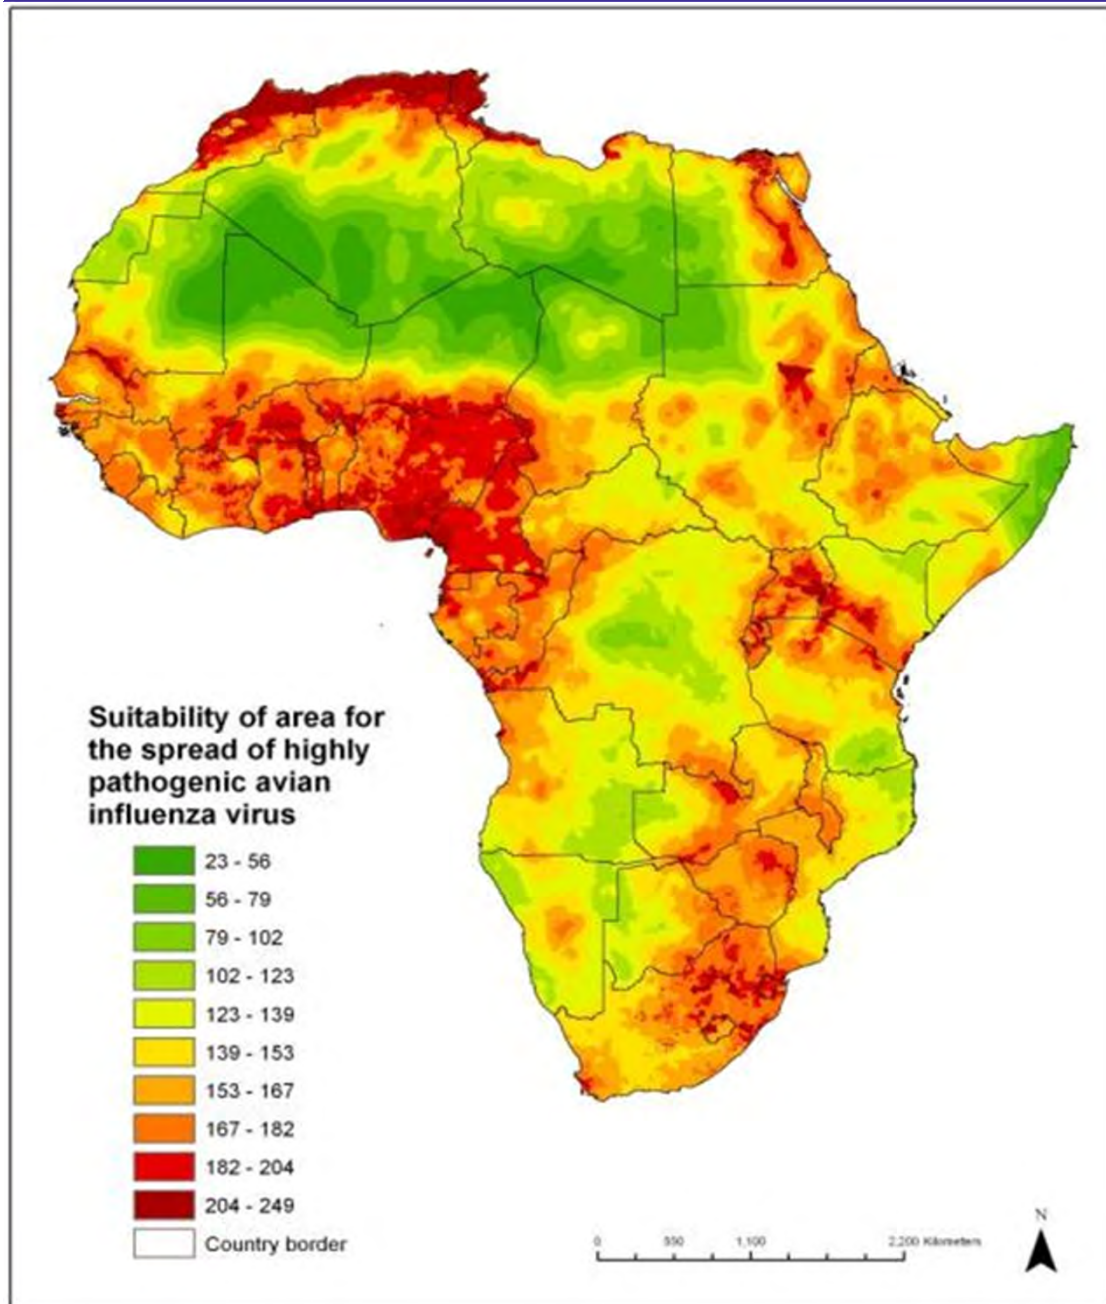 Suitability of area for
the spread of highly
pathogenic avian
influenza virus
23 - 56
56 - 79
79 - 102
102 - 123
123 - 139
139 - 153
153 - 167
167 - 182
182 - 204
204 - 249
Country border
0 550 1,100 2,200 Kilometers
N